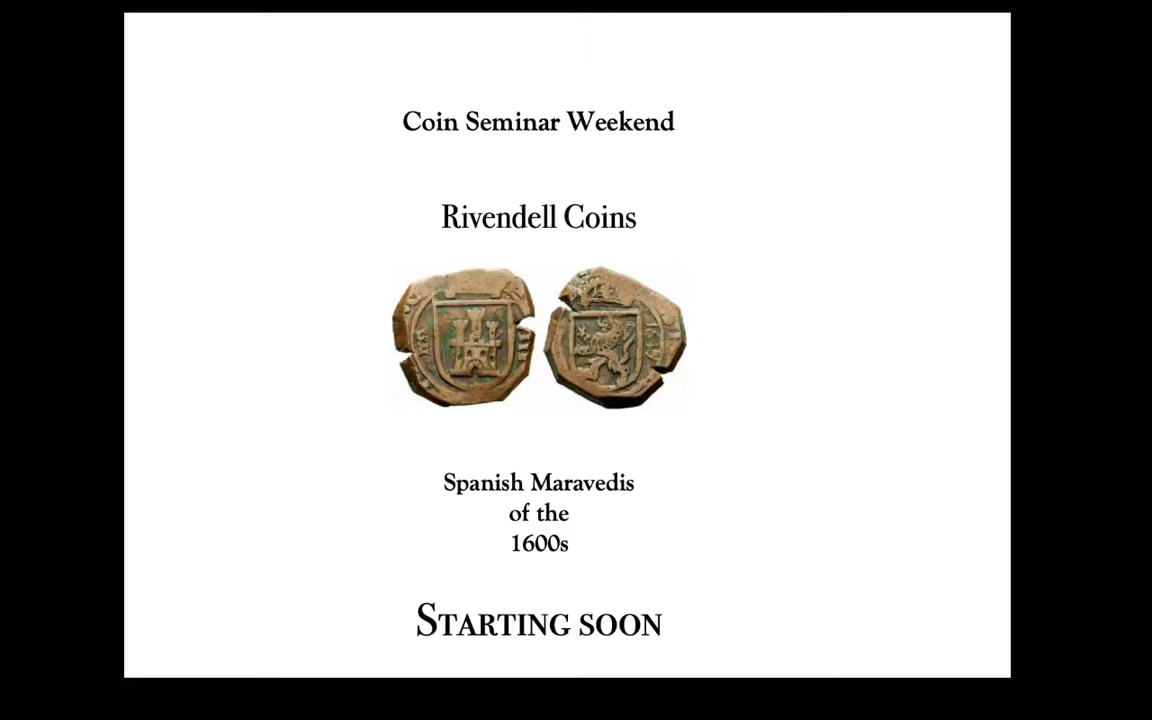 Coin Seminar Weekend
Rivendell Coins
Spanish Maravedis
of the
1600s
STARTING SOON